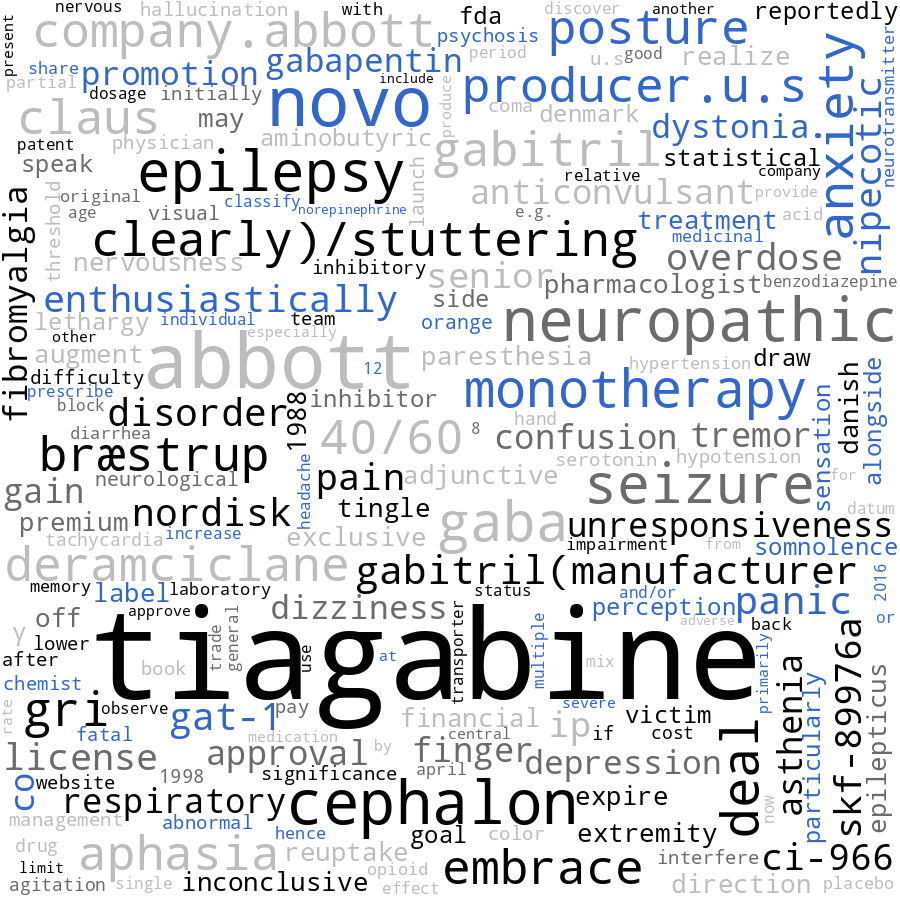 nervous
hallucination
with
fda
discover
another
reportedly
company.abbott
psychosis
posture
present
share
promotion
gabapentin
include
period
u.s
good
realize
anxiety
neurotransmitter
partial
dosage
initially
novo
produce
producer.u.s
nipecotic
claus
may
coma
denmark
dystonia
patent
physician
aminobutyric
gabitril
statistical
speak
epilepsy
launch
relative
company
threshold
original
classify
norepinephrine
anticonvulsant
provide
fibromyalgia
age
visual
e.g.
treatment
acid
clearly)/stuttering
medicinal
nervousness
inhibitory
senior
overdose
pharmacologist
benzodiazepine
enthusiastically
side
lethargy
individual
team
orange
neuropathic
other
especially
augment
abbott
paresthesia
hypertension
draw
difficulty
12
monotherapy
danish
alongside
prescribe
block
disorder
1988
inhibitor
sensation
diarrhea
40/60
8
hand
confusion
tremor
bræstrup
neurological
headache
pain
adjunctive
serotonin
hypotension
for
gain
seizure
premium
nordisk
tingle
gaba
datum
tachycardia
increase
exclusive
unresponsiveness
impairment
from
somnolence
deramciclane
gabitril(manufacturer
2016
memory
label
laboratory
status
and/or
panic
approve
dizziness
perception
off
trade
general
transporter
multiple
adverse
back
or
y
lower
tiagabine
use
primarily
after
book
at
mix
skf-89976a
chemist
asthenia
epilepticus
rate
gri
observe
gat-1
pay
severe
particularly
fatal
financial
ip
victim
medication
central
if
cost
deal
license
approval
by
finger
depression
1998
significance
april
co
website
respiratory
cephalon
expire
now
management
abnormal
hence
goal
color
extremity
drug
aphasia
reuptake
embrace
interfere
ci-966
limit
opioid
agitation
single
inconclusive
effect
direction
placebo